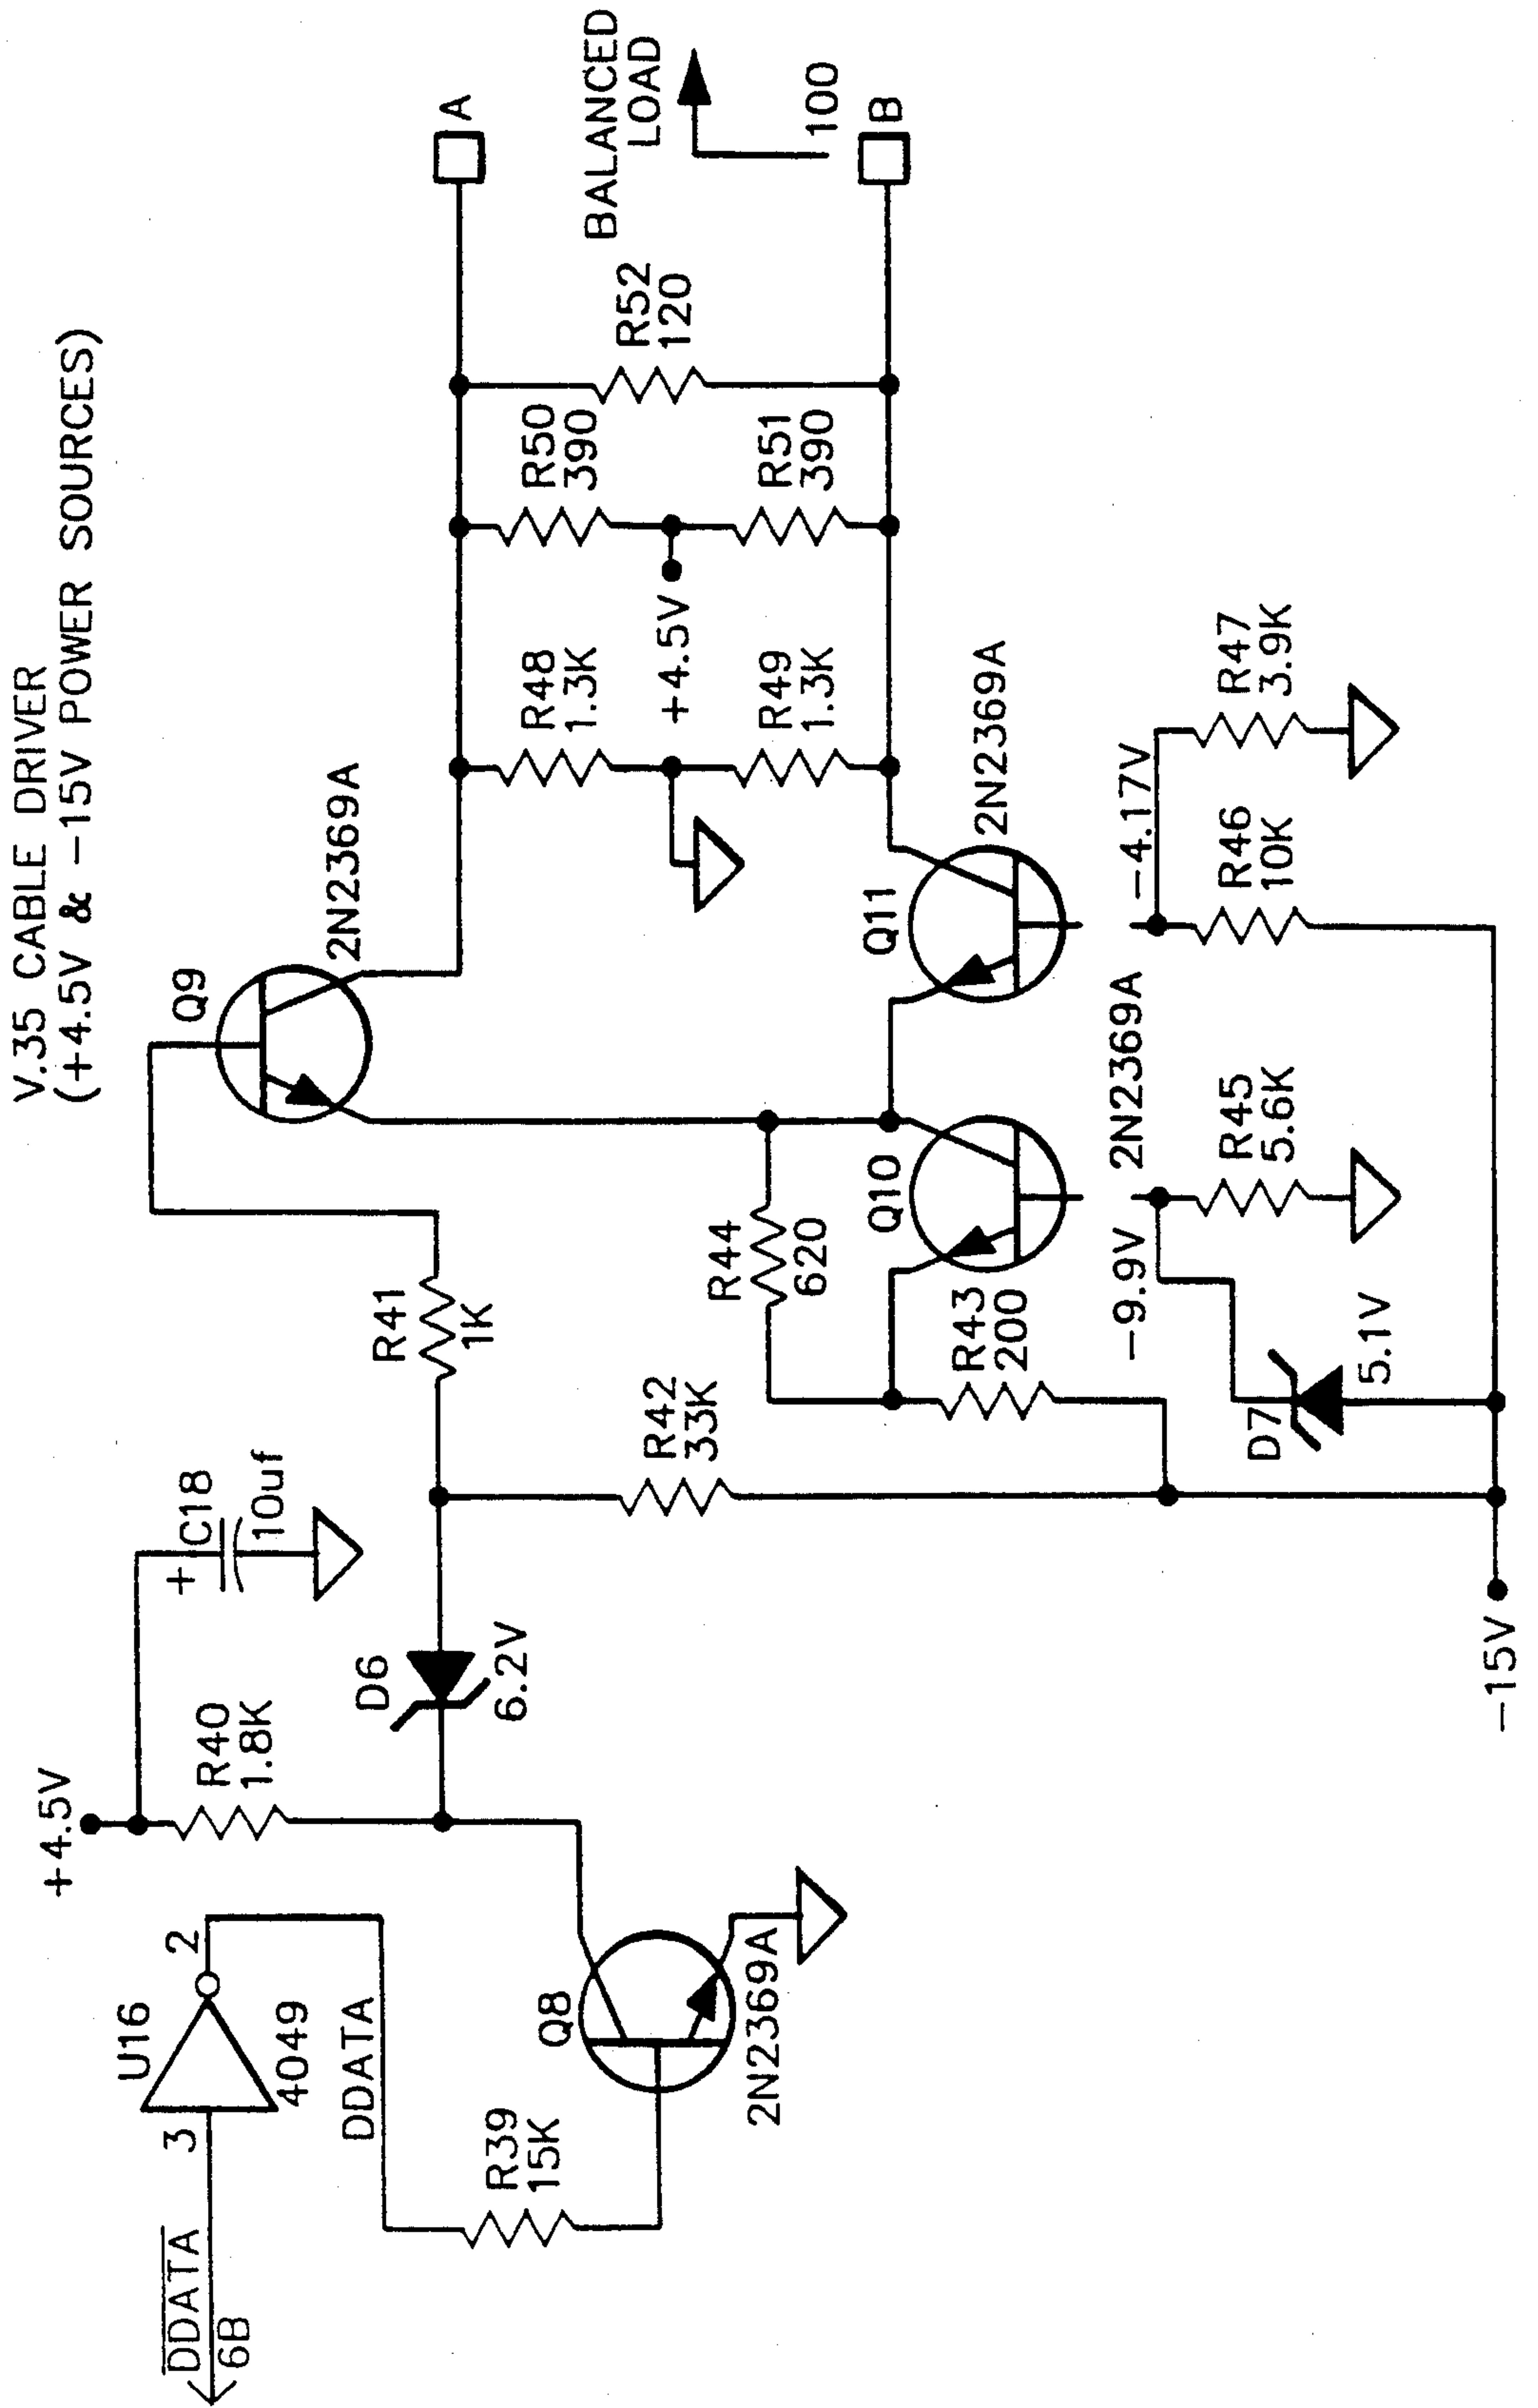 V.35 CABLE DRIVER
(+4.5V & −15V POWER SOURCES)
DDATA
6B
3
U16
2
4049
DDATA
R39
15K
Q8
2N2369A
+4.5V
R40
1.8K
+
C18
10uf
D6
6.2V
R41
1K
R42
33K
Q9
2N2369A
R44
620
R43
200
Q10
2N2369A
−9.9V
D7
5.1V
R45
5.6K
Q11
2N2369A
−4.17V
R46
10K
R47
3.9K
−15V
R48
1.3K
+4.5V
R49
1.3K
R50
390
R51
390
R52
120
A
BALANCED
LOAD
100
B